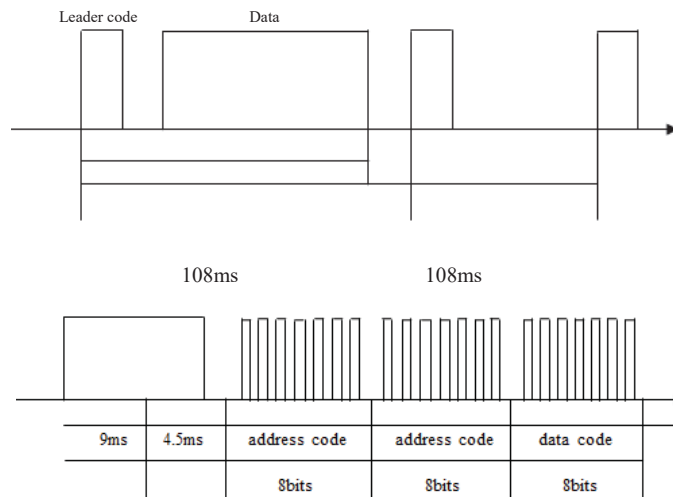 Leader code Data
108ms 108ms
9ms 4.5ms address code address code data code
8bits 8bits 8bits